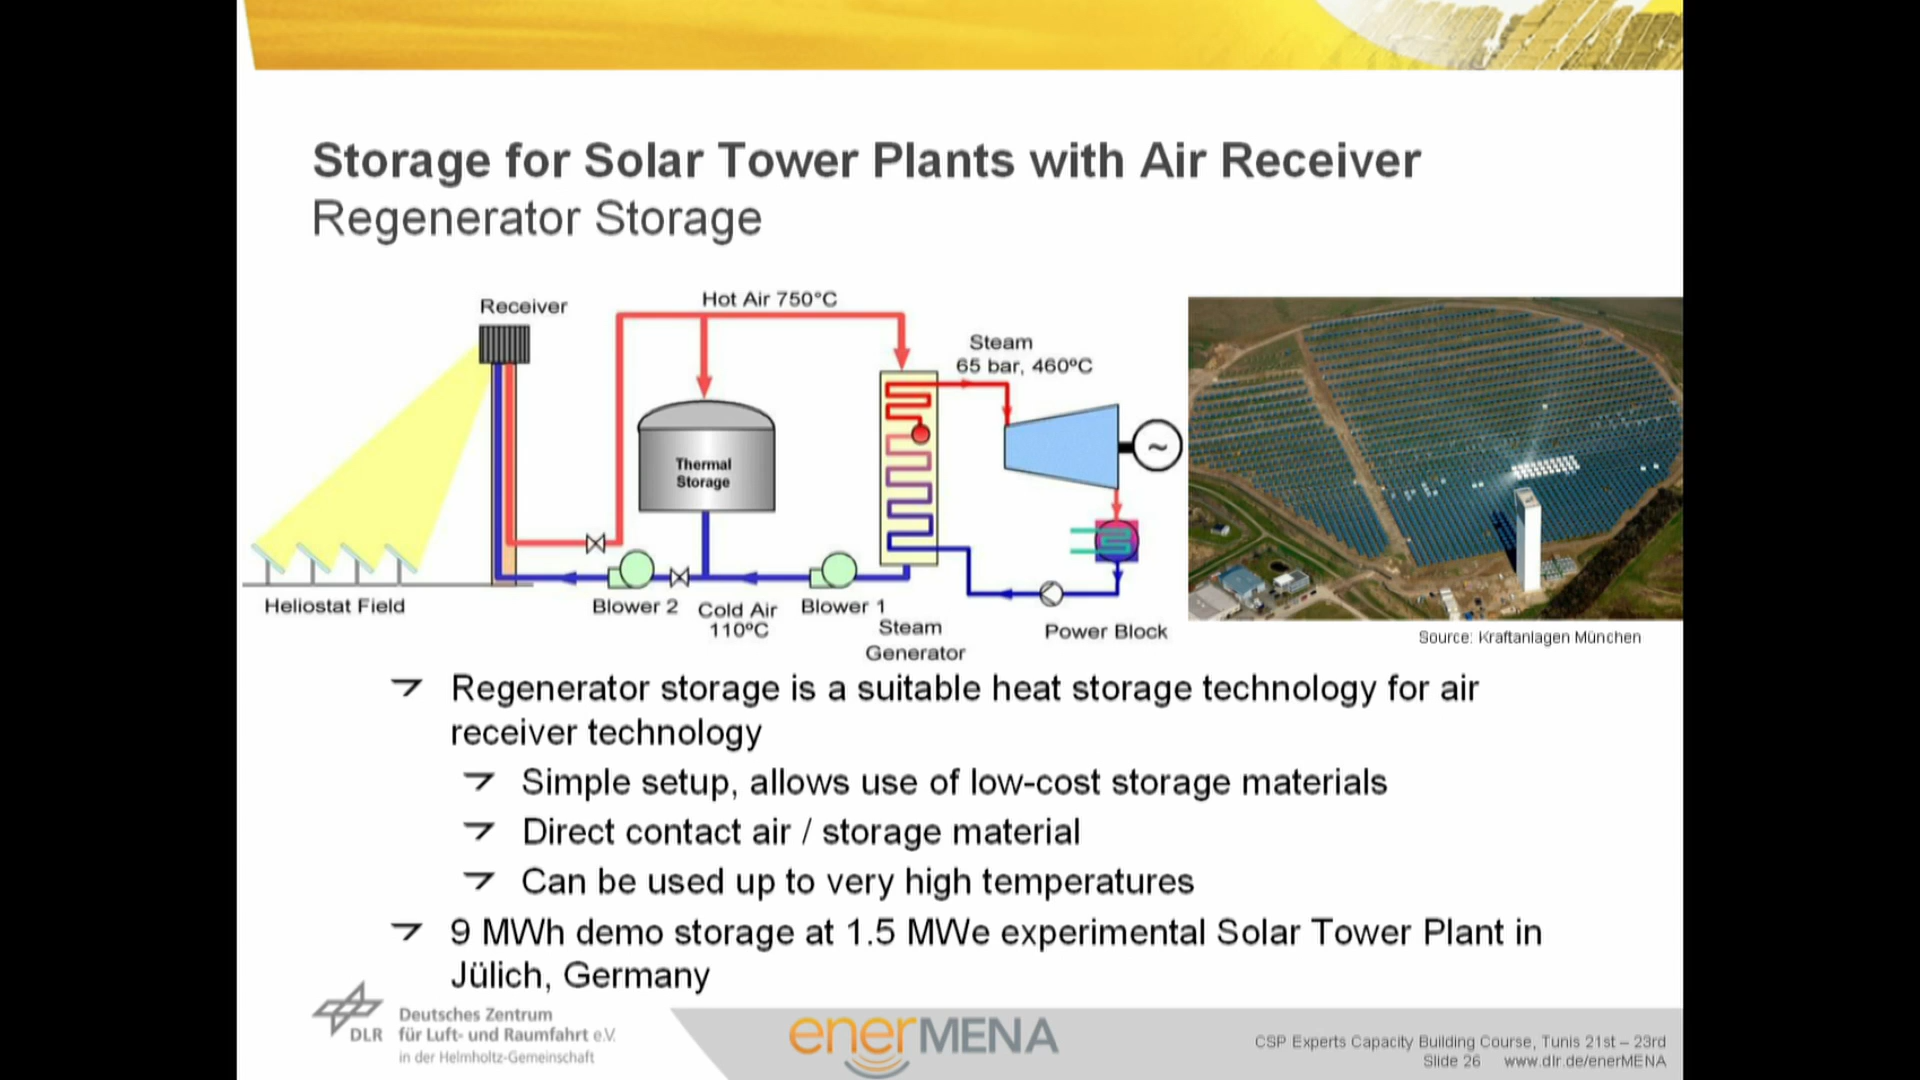 Storage for Solar Tower Plants with Air Receiver
Regenerator Storage
Receiver
Hot Air 750°C
Steam
65 bar, 460ºC
Thermal
Storage
~
Heliostat Field
Blower 2
Cold Air
110ºC
Blower 1
Steam
Generator
Power Block
Source: Kraftanlagen München
Regenerator storage is a suitable heat storage technology for air
receiver technology
Simple setup, allows use of low-cost storage materials
Direct contact air / storage material
Can be used up to very high temperatures
9 MWh demo storage at 1.5 MWe experimental Solar Tower Plant in
Jülich, Germany
DLR
Deutsches Zentrum
für Luft- und Raumfahrt e.V.
in der Helmholtz-Gemeinschaft
enerMENA
CSP Experts Capacity Building Course, Tunis 21st – 23rd
Slide 26 www.dlr.de/enerMENA